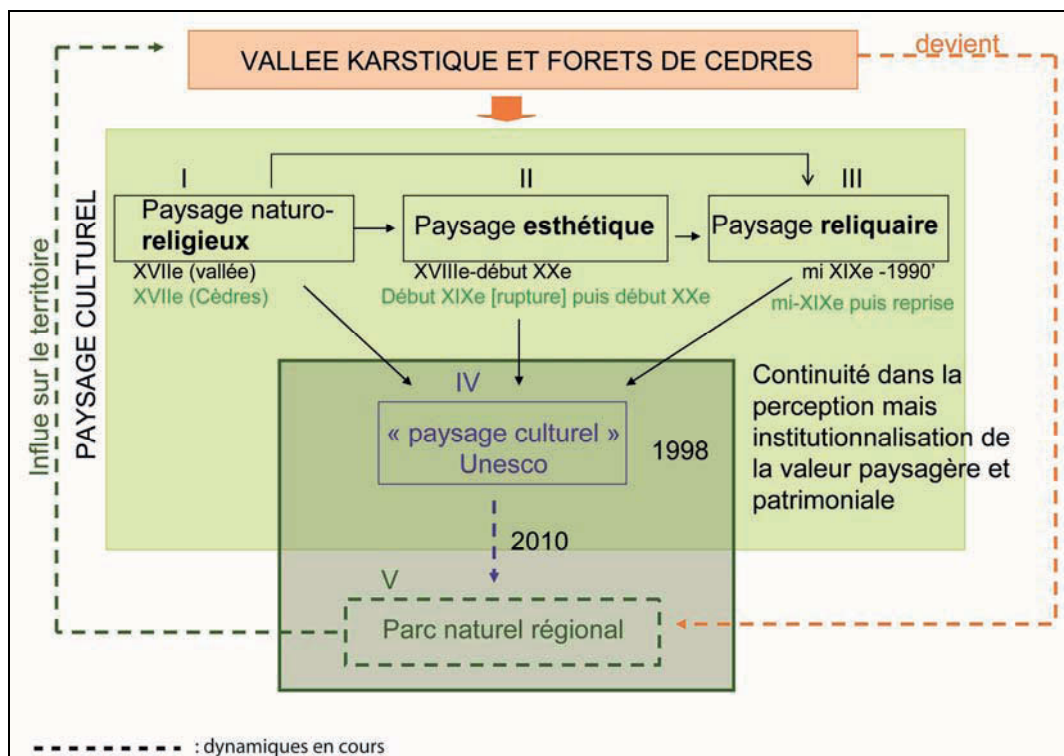 devient
VALLEE KARSTIQUE ET FORETS DE CEDRES
Influe sur le territoire
PAYSAGE CULTUREL
I
Paysage naturo-
religieux
XVIIe (vallée)
XVIIe (Cèdres)
II
Paysage esthétique
XVIIIe-début XXe
Début XIXe [rupture] puis début XXe
III
Paysage reliquaire
mi XIXe -1990'
mi-XIXe puis reprise
IV
« paysage culturel »
Unesco
1998
Continuité dans la
perception mais
institutionnalisation de
la valeur paysagère et
patrimoniale
2010
V
Parc naturel régional
: dynamiques en cours